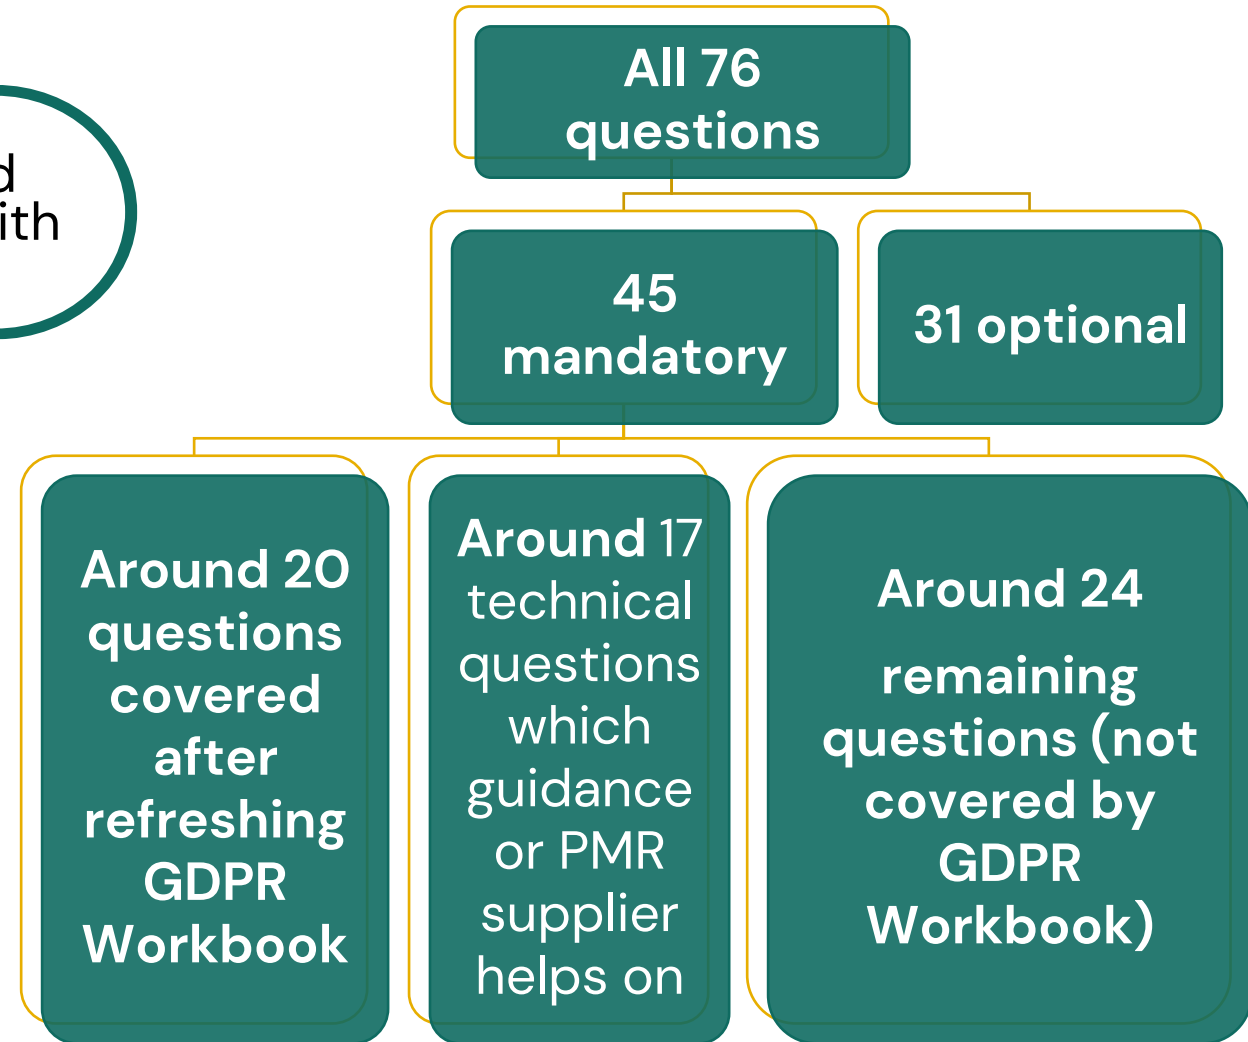 All 76
questions
ith
45
mandatory
31 optional
Around 20
questions
covered
after
refreshing
GDPR
Workbook
Around 17
technical
questions
which
guidance
or PMR
supplier
helps on
Around 24
remaining
questions (not
covered by
GDPR
Workbook)